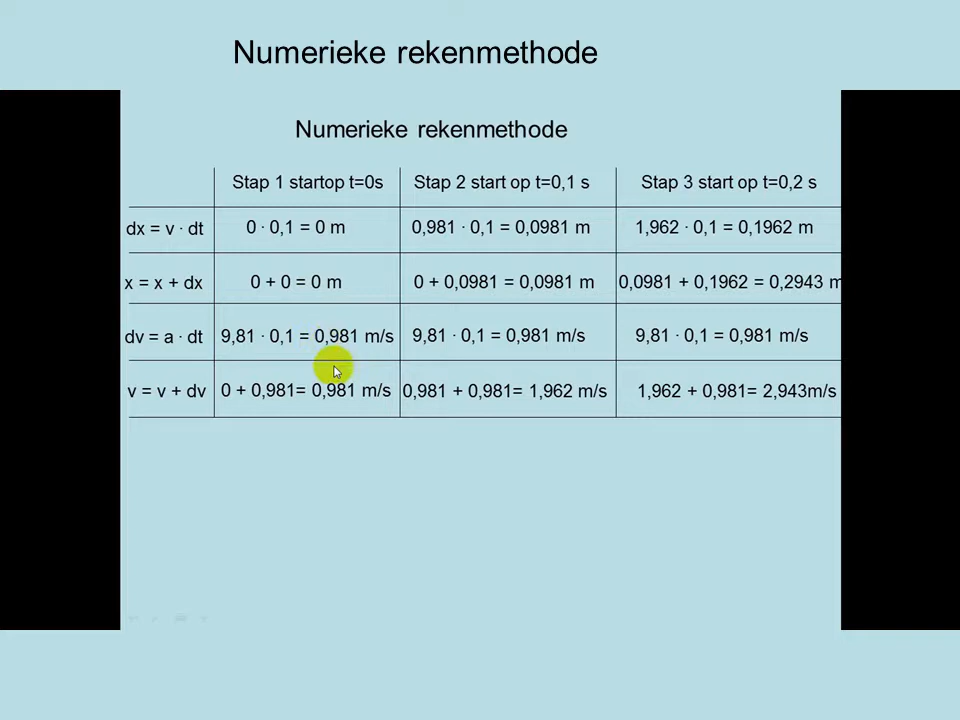 Numerieke rekenmethode
Numerieke rekenmethode
Stap 1 startop t=0s Stap 2 start op t=0,1 s Stap 3 start op t=0,2 s
dx = v · dt 0 · 0,1 = 0 m 0,981 · 0,1 = 0,0981 m 1,962 · 0,1 = 0,1962 m
x = x + dx 0 + 0 = 0 m 0 + 0,0981 = 0,0981 m 0,0981 + 0,1962 = 0,2943 m
dv = a · dt 9,81 · 0,1 = 0,981 m/s 9,81 · 0,1 = 0,981 m/s 9,81 · 0,1 = 0,981 m/s
v = v + dv 0 + 0,981= 0,981 m/s 0,981 + 0,981= 1,962 m/s 1,962 + 0,981= 2,943m/s